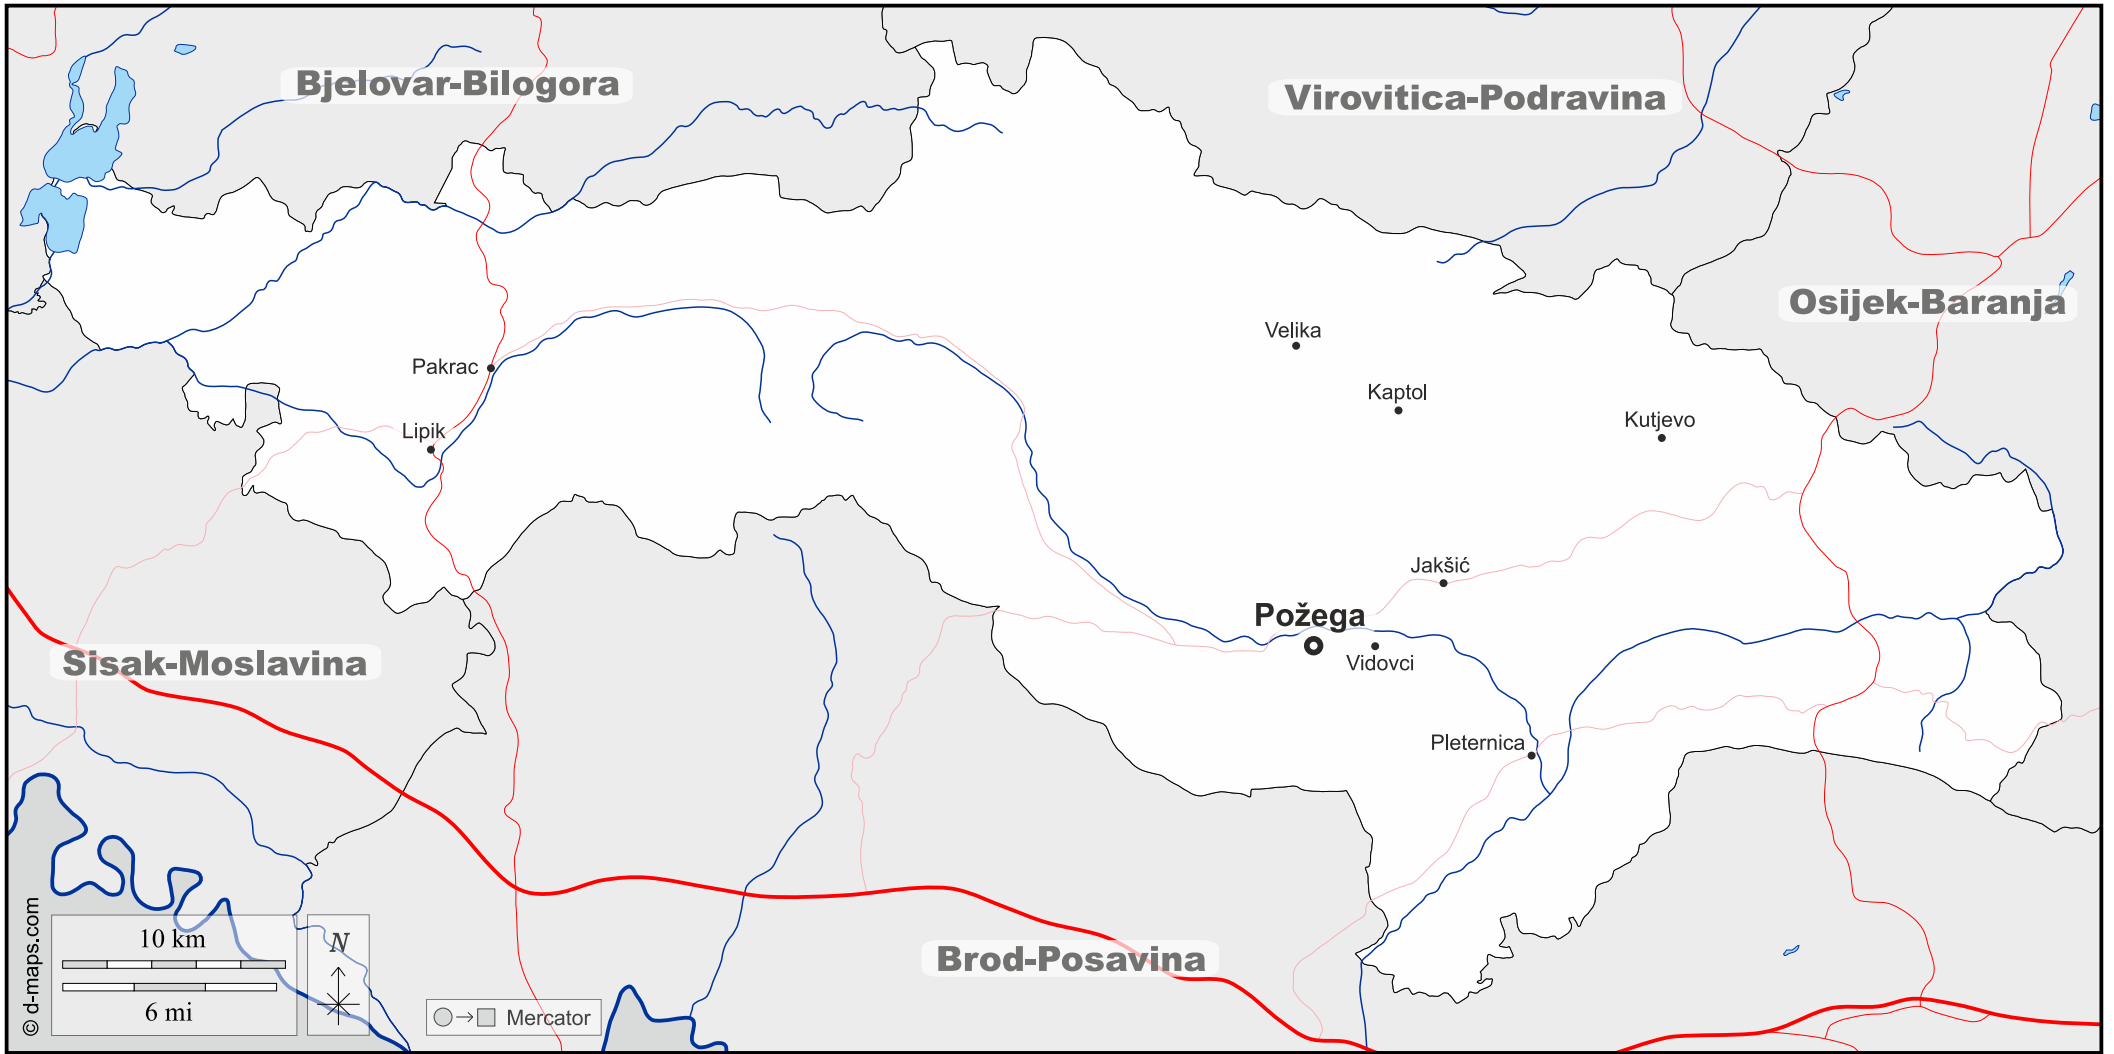 Bjelovar-Bilogora
Virovitica-Podravina
Osijek-Baranja
Velika
Pakrac
Kaptol
Kutjevo
Lipik
Jakšić
Požega
Vidovci
Sisak-Moslavina
Pleternica
Brod-Posavina
10 km
6 mi
N
Mercator
© d-maps.com